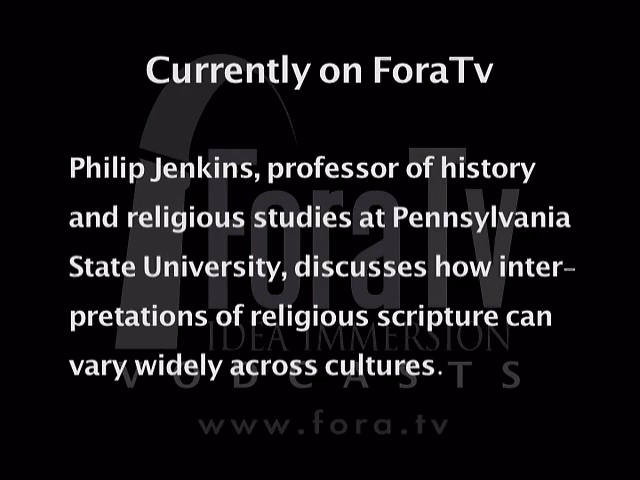 Currently on ForaTv
Philip Jenkins, professor of history
and religious studies at Pennsylvania
State University, discusses how inter-
pretations of religious scripture can
vary widely across cultures.
ForaTv
IDEA IMMERSION
VODCASTS
www.fora.tv